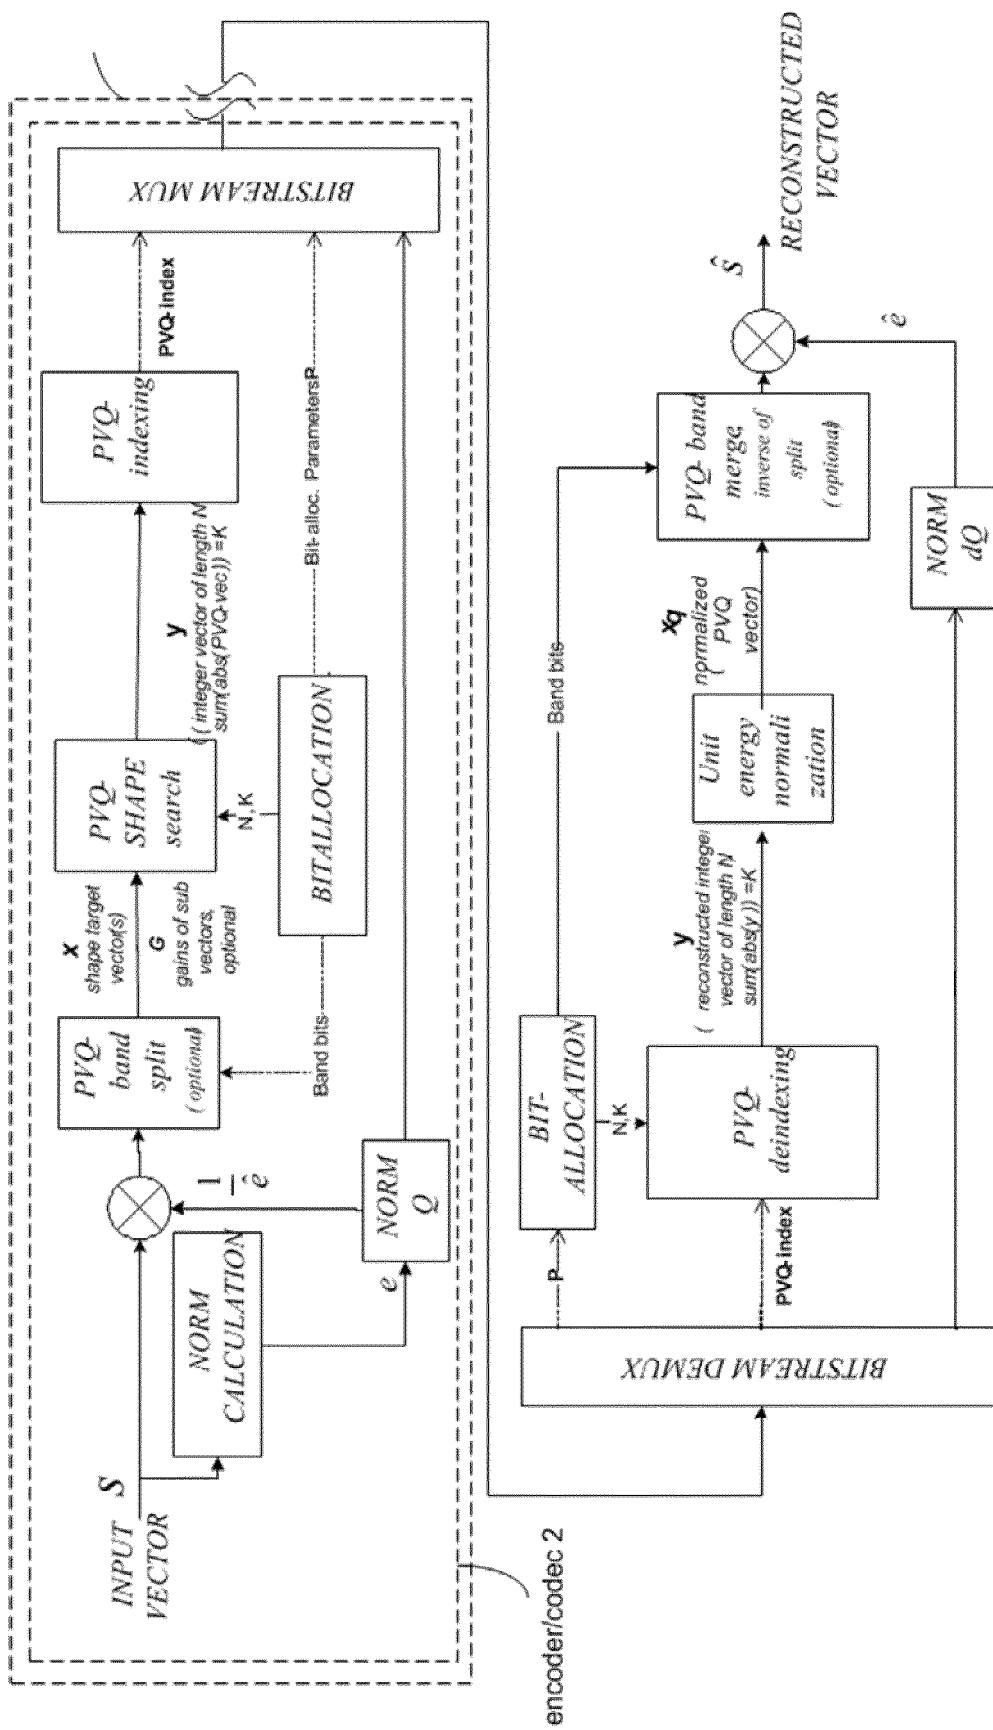 INPUT
VECTOR
S
NORM
CALCULATION
e
NORM
Q
1
ê
PVQ-
band
split
(optional)
Band bits
x
shape target
vector(s)
G
gains of sub
vectors,
optional
PVQ-
SHAPE
search
N,K
BITALLOCATION
y
( ( integer vector of length N
sum(abs(PVQ-vec)) =K
PVQ-
indexing
PVQ-index
Bit-alloc. Parameters P.
BITSTREAM MUX
encoder/codec 2
BITSTREAM DEMUX
P
PVQ-index
BIT-
ALLOCATION
N,K
PVQ-
deindexing
Band bits
y
( reconstructed integer
vector of length N
sum(abs(y)) =K
Unit
energy
normali
zation
xq
normalized
( PVQ
vector)
PVQ- band
merge,
inverse of
split
(optional)
NORM
dQ
ê
ŝ
RECONSTRUCTED
VECTOR